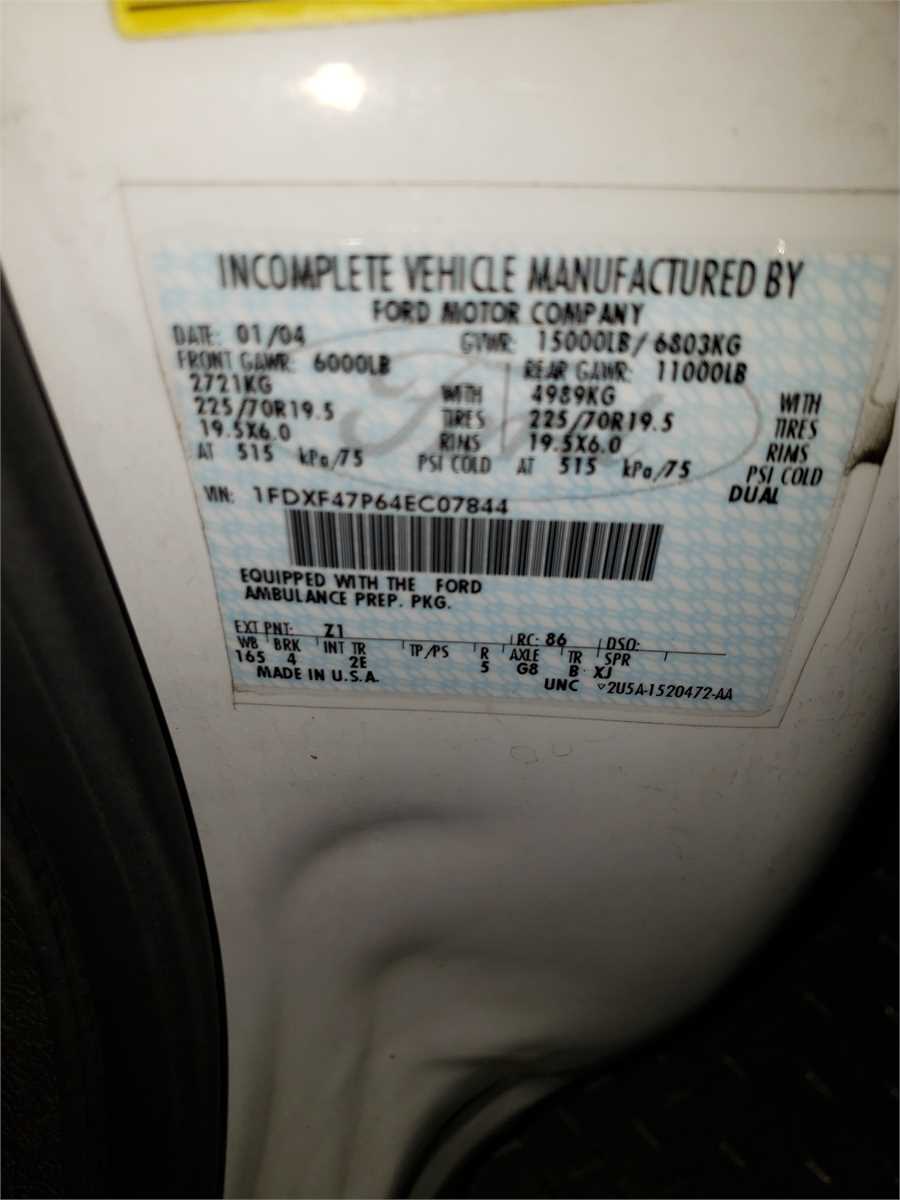 INCOMPLETE VEHICLE MANUFACTURED BY
FORD MOTOR COMPANY
DATE: 01/04 GVWR: 15000LB/ 6803KG
FRONT GAWR: 6000LB REAR GAWR: 11000LB
2721KG WITH 4989KG WITH
225/70R19.5 TIRES 225/70R19.5 TIRES
19.5X6.0 RIMS 19.5X6.0 RIMS
AT 515 kPa/75 PSI COLD AT 515 kPa/75 PSI COLD
VIN: 1FDXF47P64EC07844 DUAL
EQUIPPED WITH THE FORD
AMBULANCE PREP. PKG.
EXT PNT: Z1 RC: 86 DSO:
WB BRK INT TR TP/PS R AXLE TR SPR
165 4 2E 5 G8 B XJ
MADE IN U.S.A. UNC 2U5A-1520472-AA